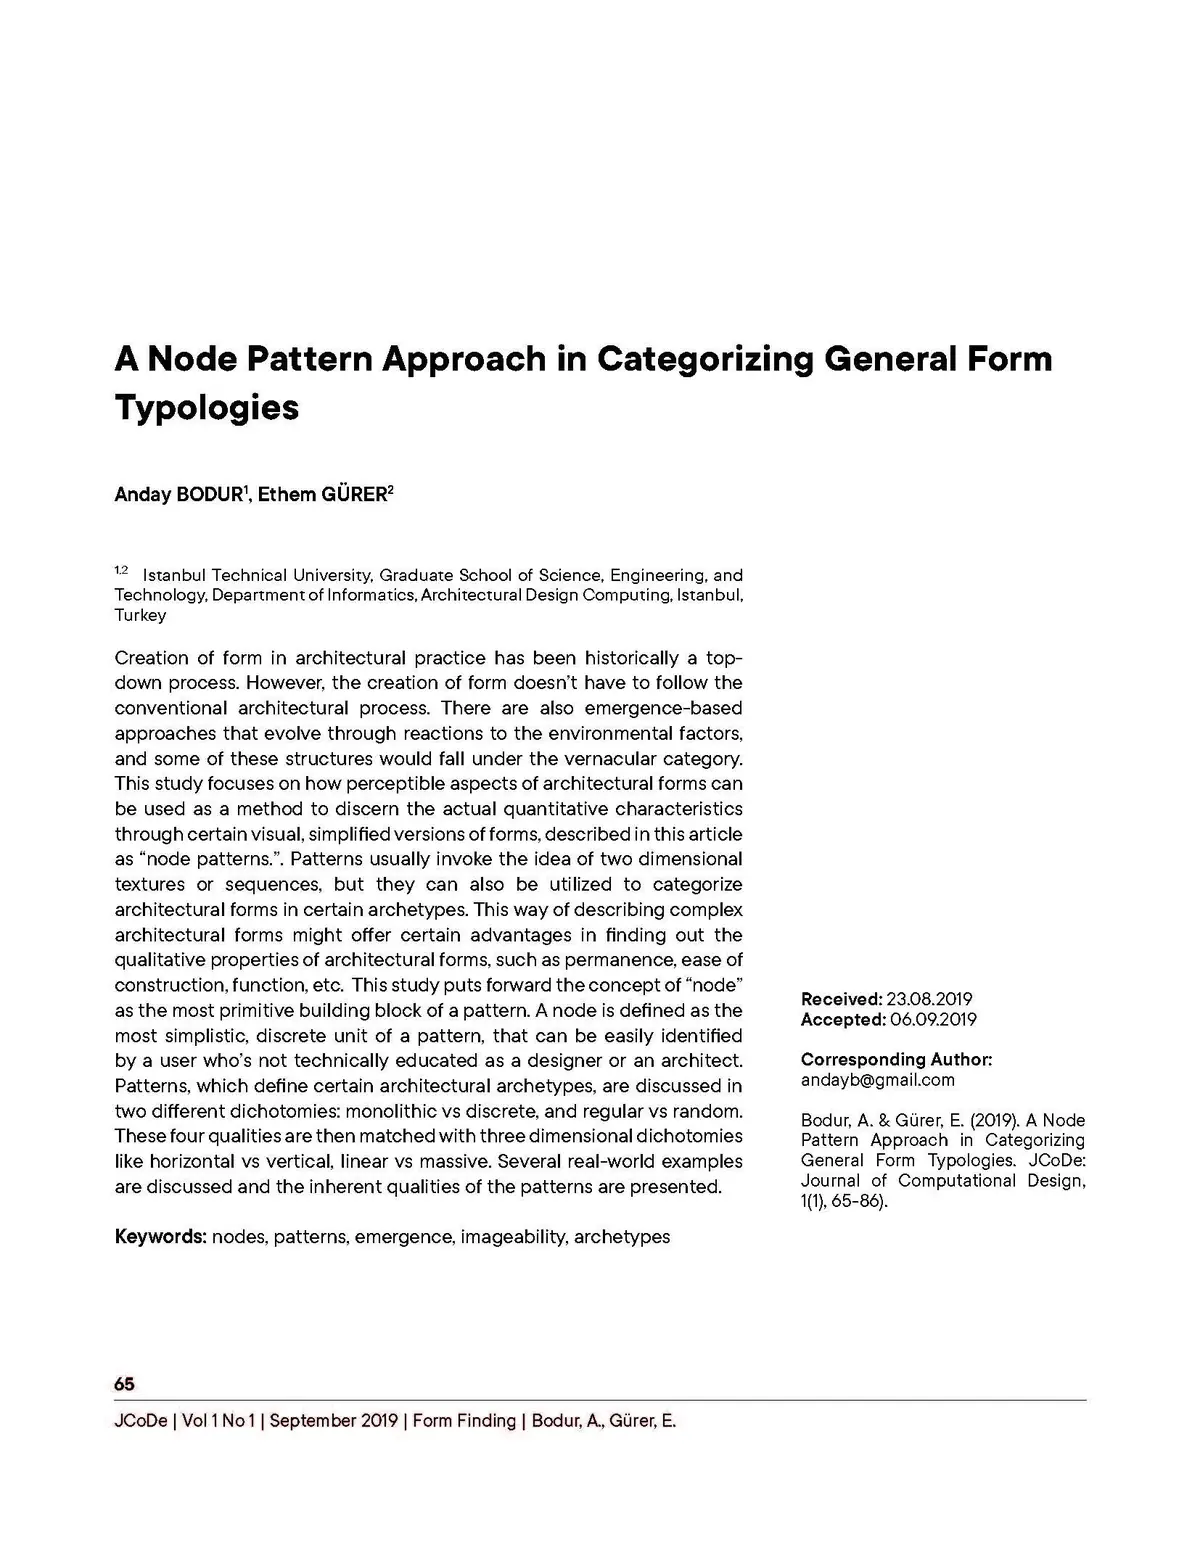 A Node Pattern Approach in Categorizing General Form
Typologies
Anday BODUR¹, Ethem GÜRER²
1,2 Istanbul Technical University, Graduate School of Science, Engineering, and
Technology, Department of Informatics, Architectural Design Computing, Istanbul,
Turkey
Creation of form in architectural practice has been historically a top-
down process. However, the creation of form doesn't have to follow the
conventional architectural process. There are also emergence-based
approaches that evolve through reactions to the environmental factors,
and some of these structures would fall under the vernacular category.
This study focuses on how perceptible aspects of architectural forms can
be used as a method to discern the actual quantitative characteristics
through certain visual, simplified versions of forms, described in this article
as “node patterns.”. Patterns usually invoke the idea of two dimensional
textures or sequences, but they can also be utilized to categorize
architectural forms in certain archetypes. This way of describing complex
architectural forms might offer certain advantages in finding out the
qualitative properties of architectural forms, such as permanence, ease of
construction, function, etc. This study puts forward the concept of “node”
as the most primitive building block of a pattern. A node is defined as the
most simplistic, discrete unit of a pattern, that can be easily identified
by a user who's not technically educated as a designer or an architect.
Patterns, which define certain architectural archetypes, are discussed in
two different dichotomies: monolithic vs discrete, and regular vs random.
These four qualities are then matched with three dimensional dichotomies
like horizontal vs vertical, linear vs massive. Several real-world examples
are discussed and the inherent qualities of the patterns are presented.
Keywords: nodes, patterns, emergence, imageability, archetypes
Received: 23.08.2019
Accepted: 06.09.2019
Corresponding Author:
andayb@gmail.com
Bodur, A. & Gürer, E. (2019). A Node
Pattern Approach in Categorizing
General Form Typologies. JCoDe:
Journal of Computational Design,
1(1), 65-86).
65
JCoDe | Vol 1 No 1 | September 2019 | Form Finding | Bodur, A., Gürer, E.